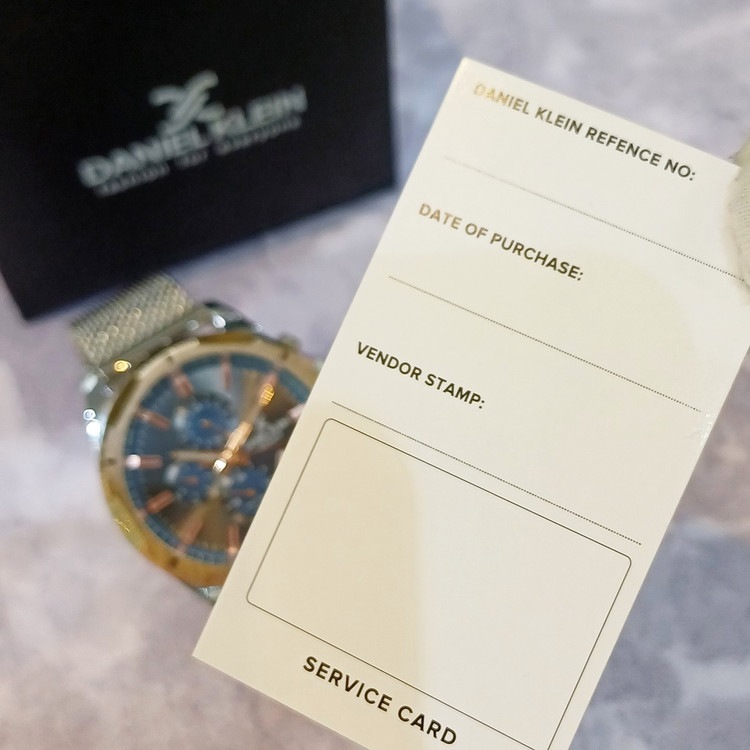 DANIEL KLEIN
DANIEL KLEIN REFENCE NO:
DATE OF PURCHASE:
VENDOR STAMP:
SERVICE CARD